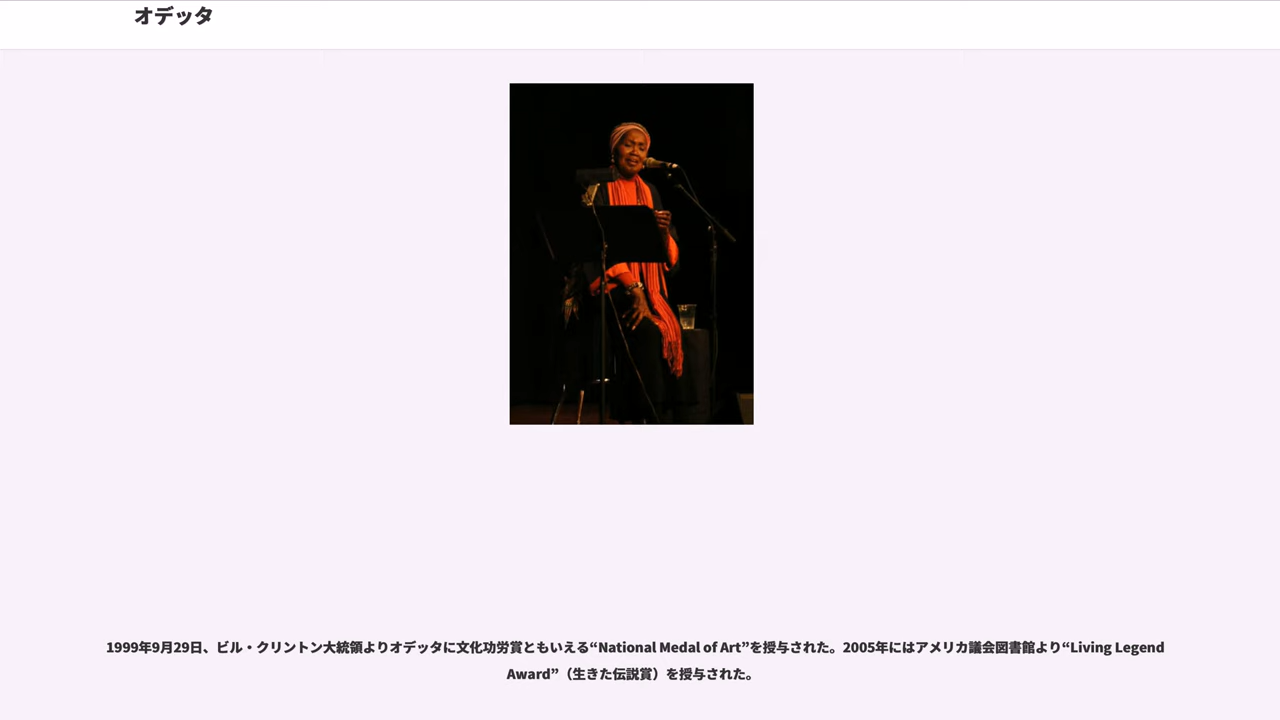 オデッタ
1999年9月29日、ビル・クリントン大統領よりオデッタに文化功労賞ともいえる“National Medal of Art”を授与された。2005年にはアメリカ議会図書館より“Living Legend
Award”（生きた伝説賞）を授与された。